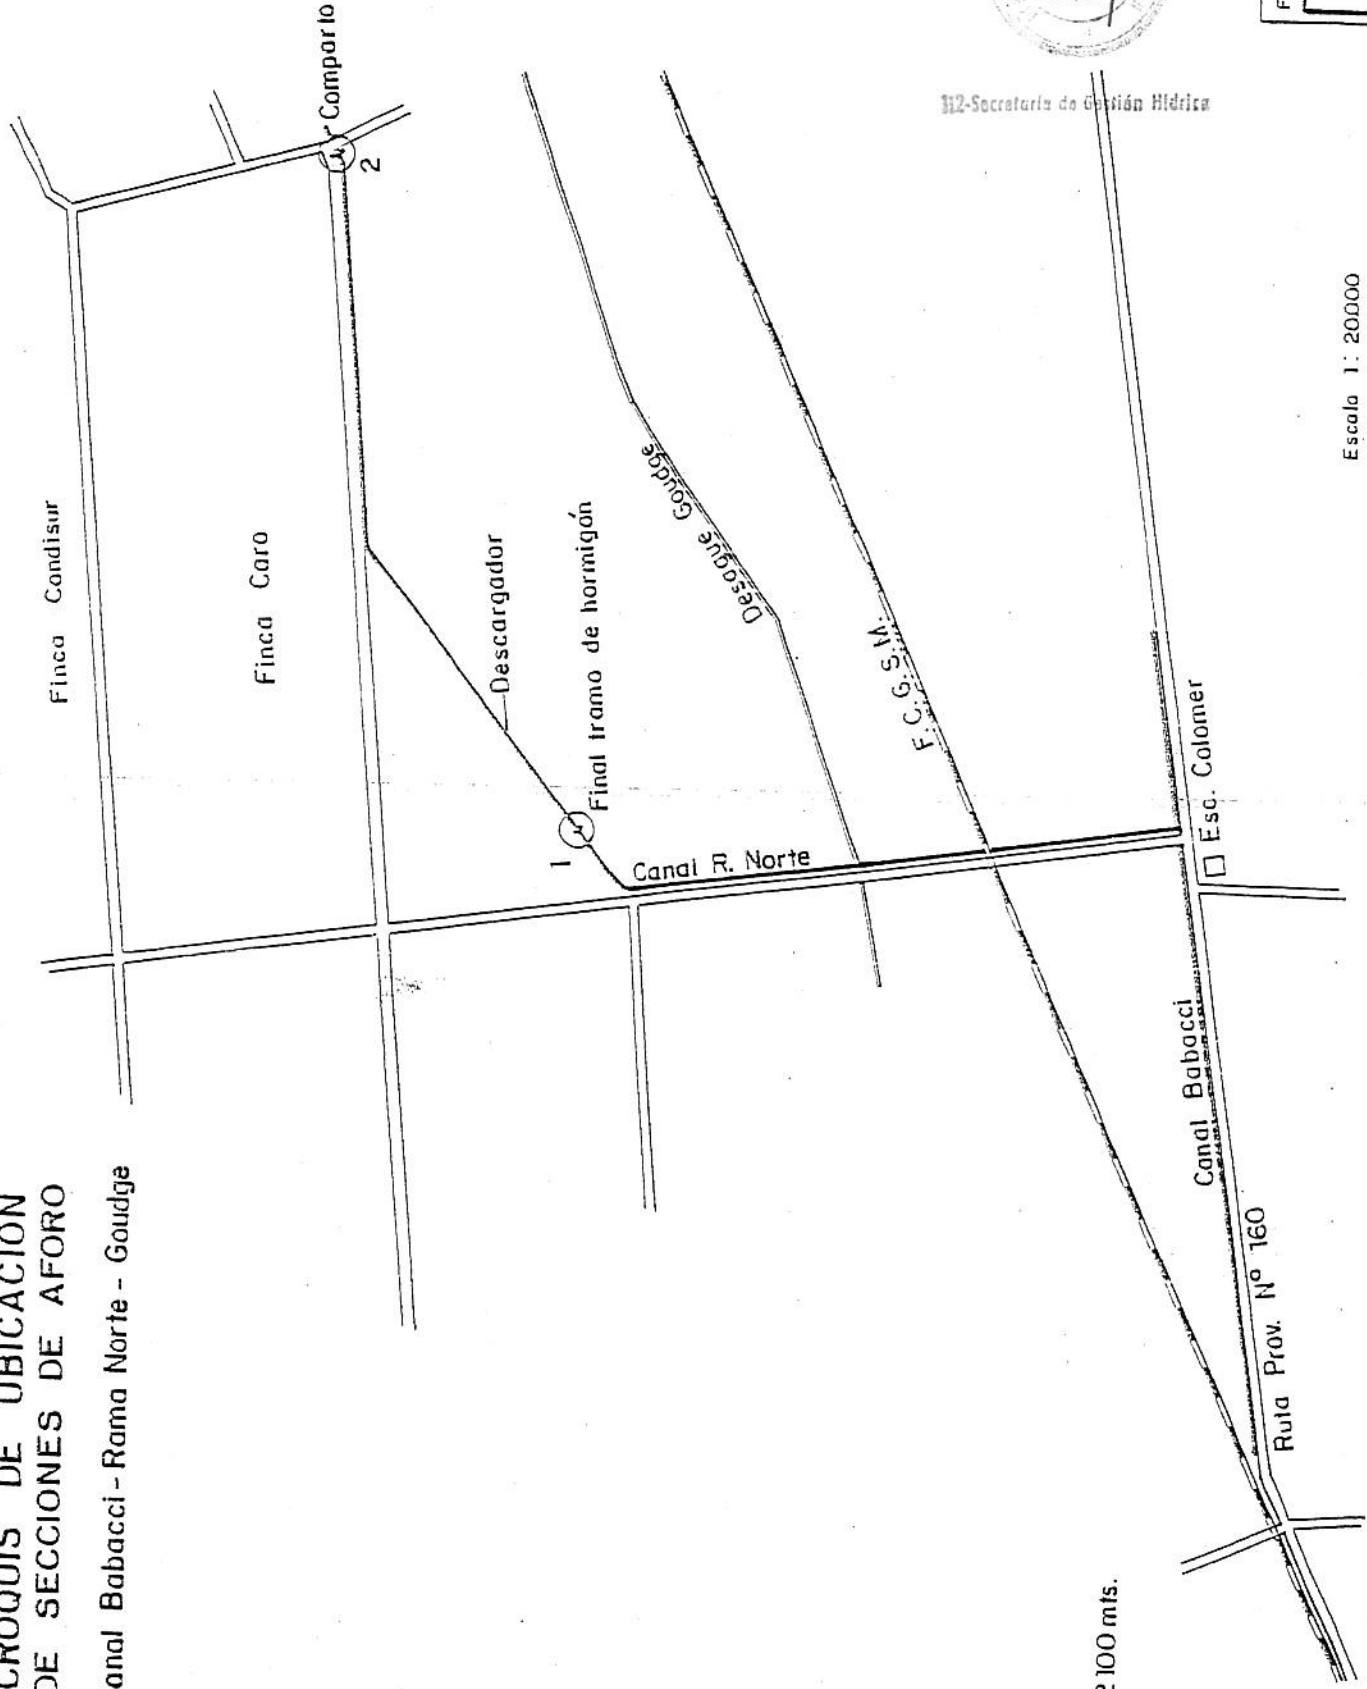 CROQUIS DE UBICACION
DE SECCIONES DE AFORO
anal Babacci - Rama Norte - Goudge
Finca Candisur
Finca Caro
Comparto
2
Descargador
Final tramo de hormigón
1
Canal R. Norte
Desague Goudge
F.C.G.S.M.
Esc. Colomer
Canal Babacci
Ruta Prov. Nº 160
2100 mts.
Escala 1: 20000
312-Secretaría de Gestión Hídrica